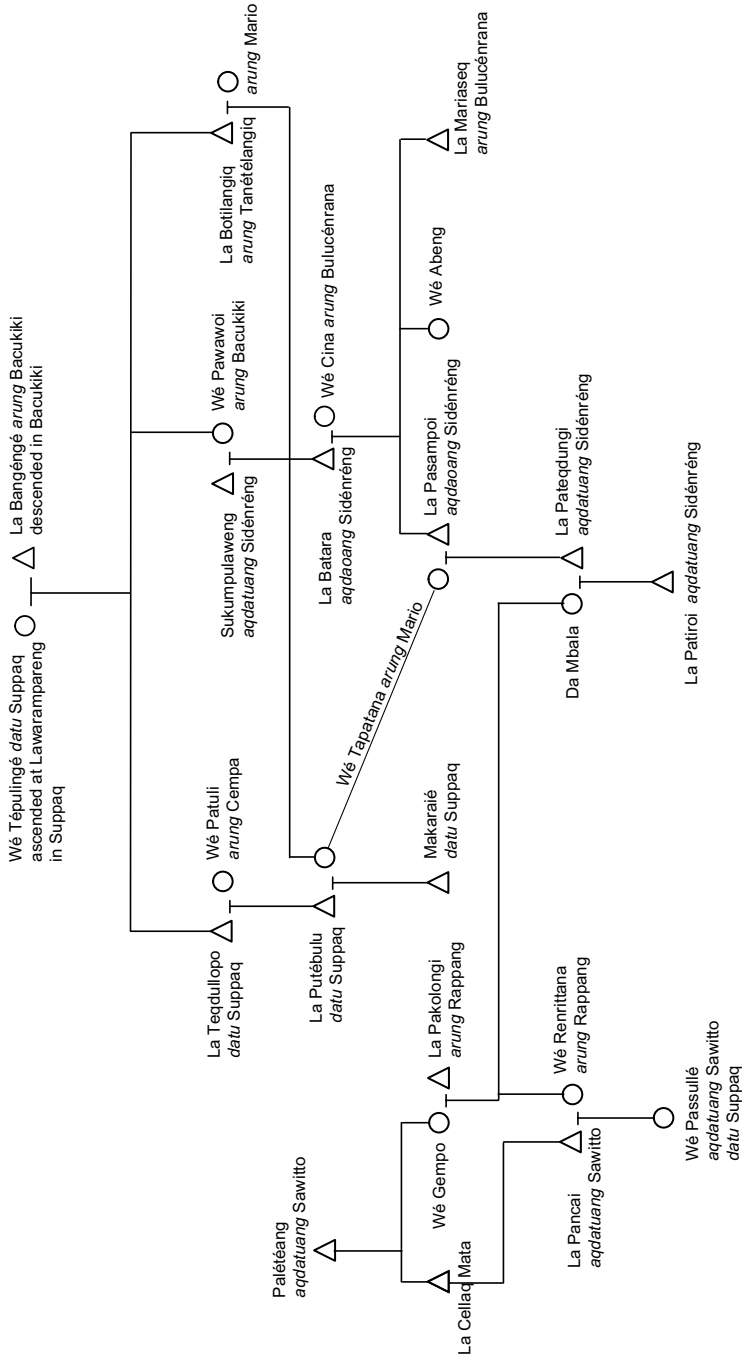 Wé Tépulingé datu Suppaq
ascended at Lawarampareng
in Suppaq
La Bangéngé arung Bacukiki
descended in Bacukiki
La Teqdullopo
datu Suppaq
Wé Patuli
arung Cempa
Sukumpulaweng
aqdatuang Sidénréng
Wé Pawawoi
arung Bacukiki
La Botilangiq
arung Tanétélangiq
arung Mario
La Putébulu
datu Suppaq
La Batara
aqdaoang Sidénréng
Wé Cina arung Bulucénrana
Palétéang
aqdatuang Sawitto
Wé Tapatana arung Mario
La Cellaq Mata
Wé Gempo
La Pakolongi
arung Rappang
Makaraié
datu Suppaq
La Pasampoi
aqdaoang Sidénréng
Wé Abeng
La Mariaseq
arung Bulucénrana
La Pancai
aqdatuang Sawitto
Wé Renrittana
arung Rappang
Da Mbala
La Pateqdungi
aqdatuang Sidénréng
Wé Passullé
aqdatuang Sawitto
datu Suppaq
La Patiroi aqdatuang Sidénréng